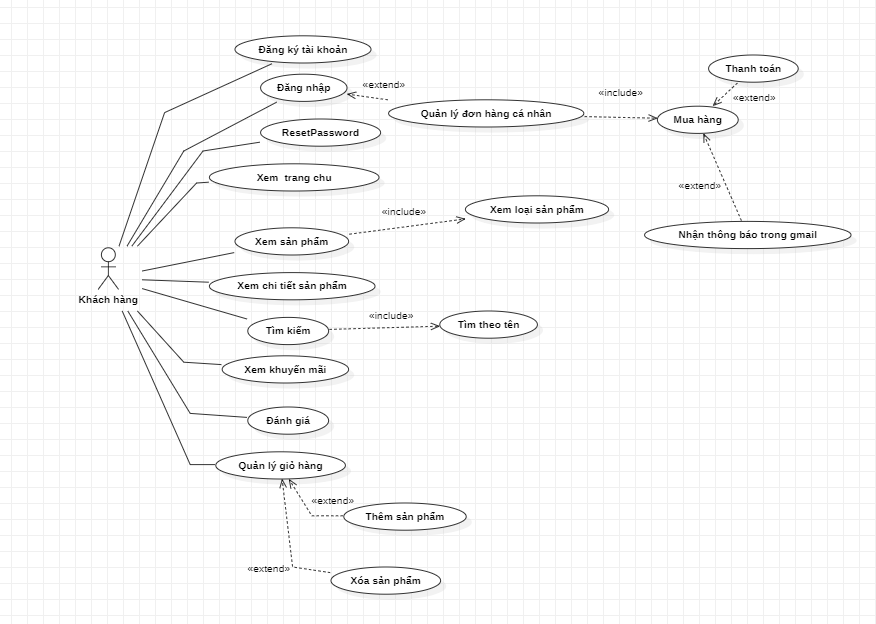 Đăng ký tài khoản
Đăng nhập
«extend»
Quản lý đơn hàng cá nhân
«include»
Thanh toán
«extend»
Mua hàng
ResetPassword
Xem trang chu
«extend»
Nhận thông báo trong gmail
Xem sản phẩm
«include»
Xem loại sản phẩm
Xem chi tiết sản phẩm
Khách hàng
Tìm kiếm
«include»
Tìm theo tên
Xem khuyến mãi
Đánh giá
Quản lý giỏ hàng
«extend»
Thêm sản phẩm
«extend»
Xóa sản phẩm